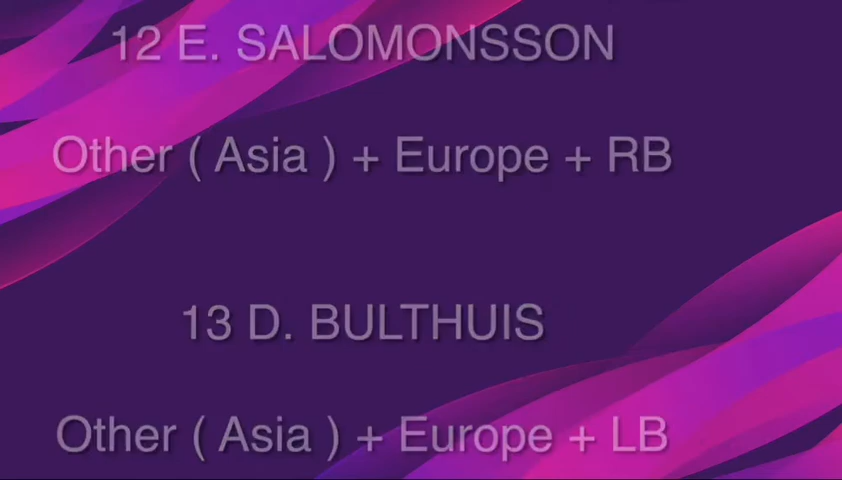 12 E. SALOMONSSON
Other ( Asia ) + Europe + RB
13 D. BULTHUIS
Other ( Asia ) + Europe + LB